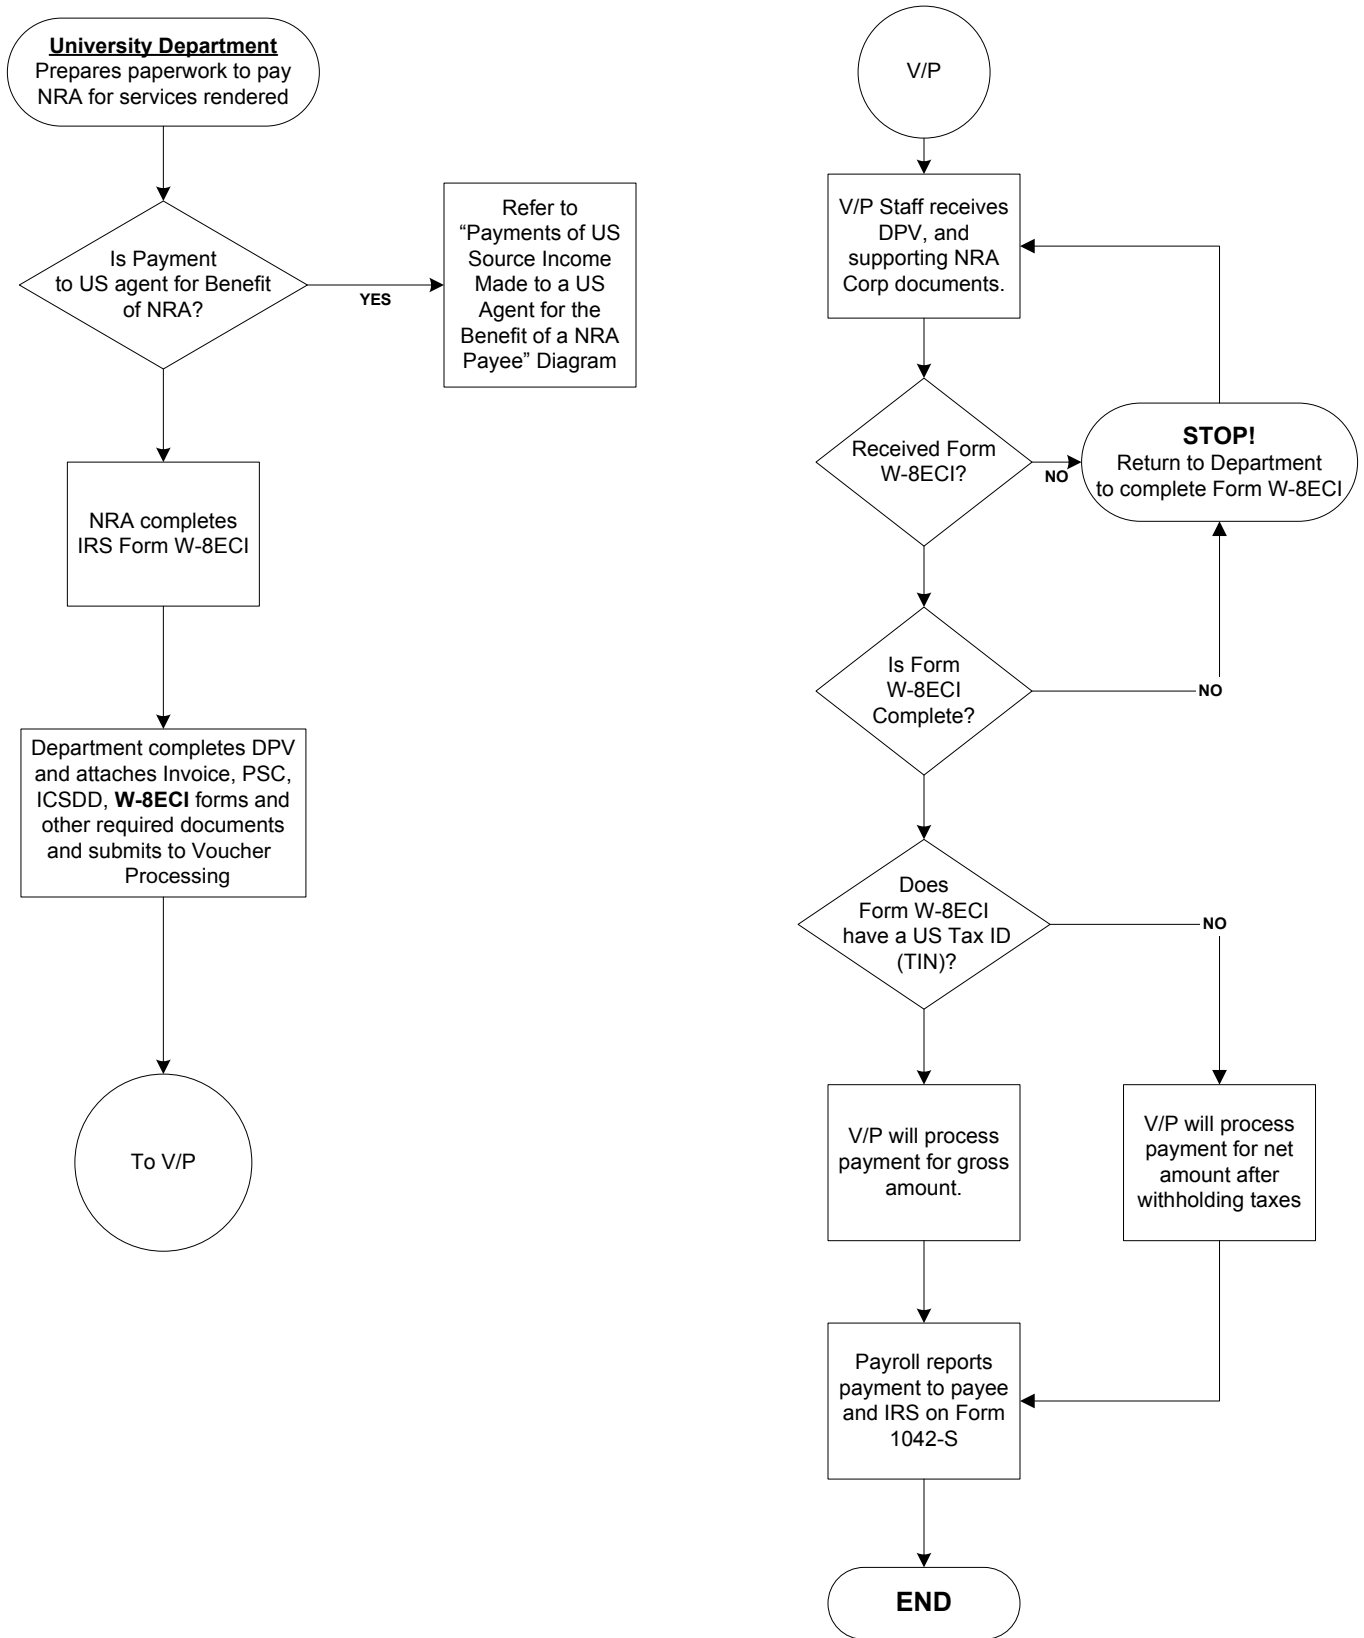 University Department
Prepares paperwork to pay
NRA for services rendered
Is Payment
to US agent for Benefit
of NRA?
YES
Refer to
“Payments of US
Source Income
Made to a US
Agent for the
Benefit of a NRA
Payee” Diagram
NRA completes
IRS Form W-8ECI
Department completes DPV
and attaches Invoice, PSC,
ICSDD, W-8ECI forms and
other required documents
and submits to Voucher
Processing
To V/P
V/P
V/P Staff receives
DPV, and
supporting NRA
Corp documents.
Received Form
W-8ECI?
NO
STOP!
Return to Department
to complete Form W-8ECI
Is Form
W-8ECI
Complete?
NO
Does
Form W-8ECI
have a US Tax ID
(TIN)?
NO
V/P will process
payment for gross
amount.
V/P will process
payment for net
amount after
withholding taxes
Payroll reports
payment to payee
and IRS on Form
1042-S
END